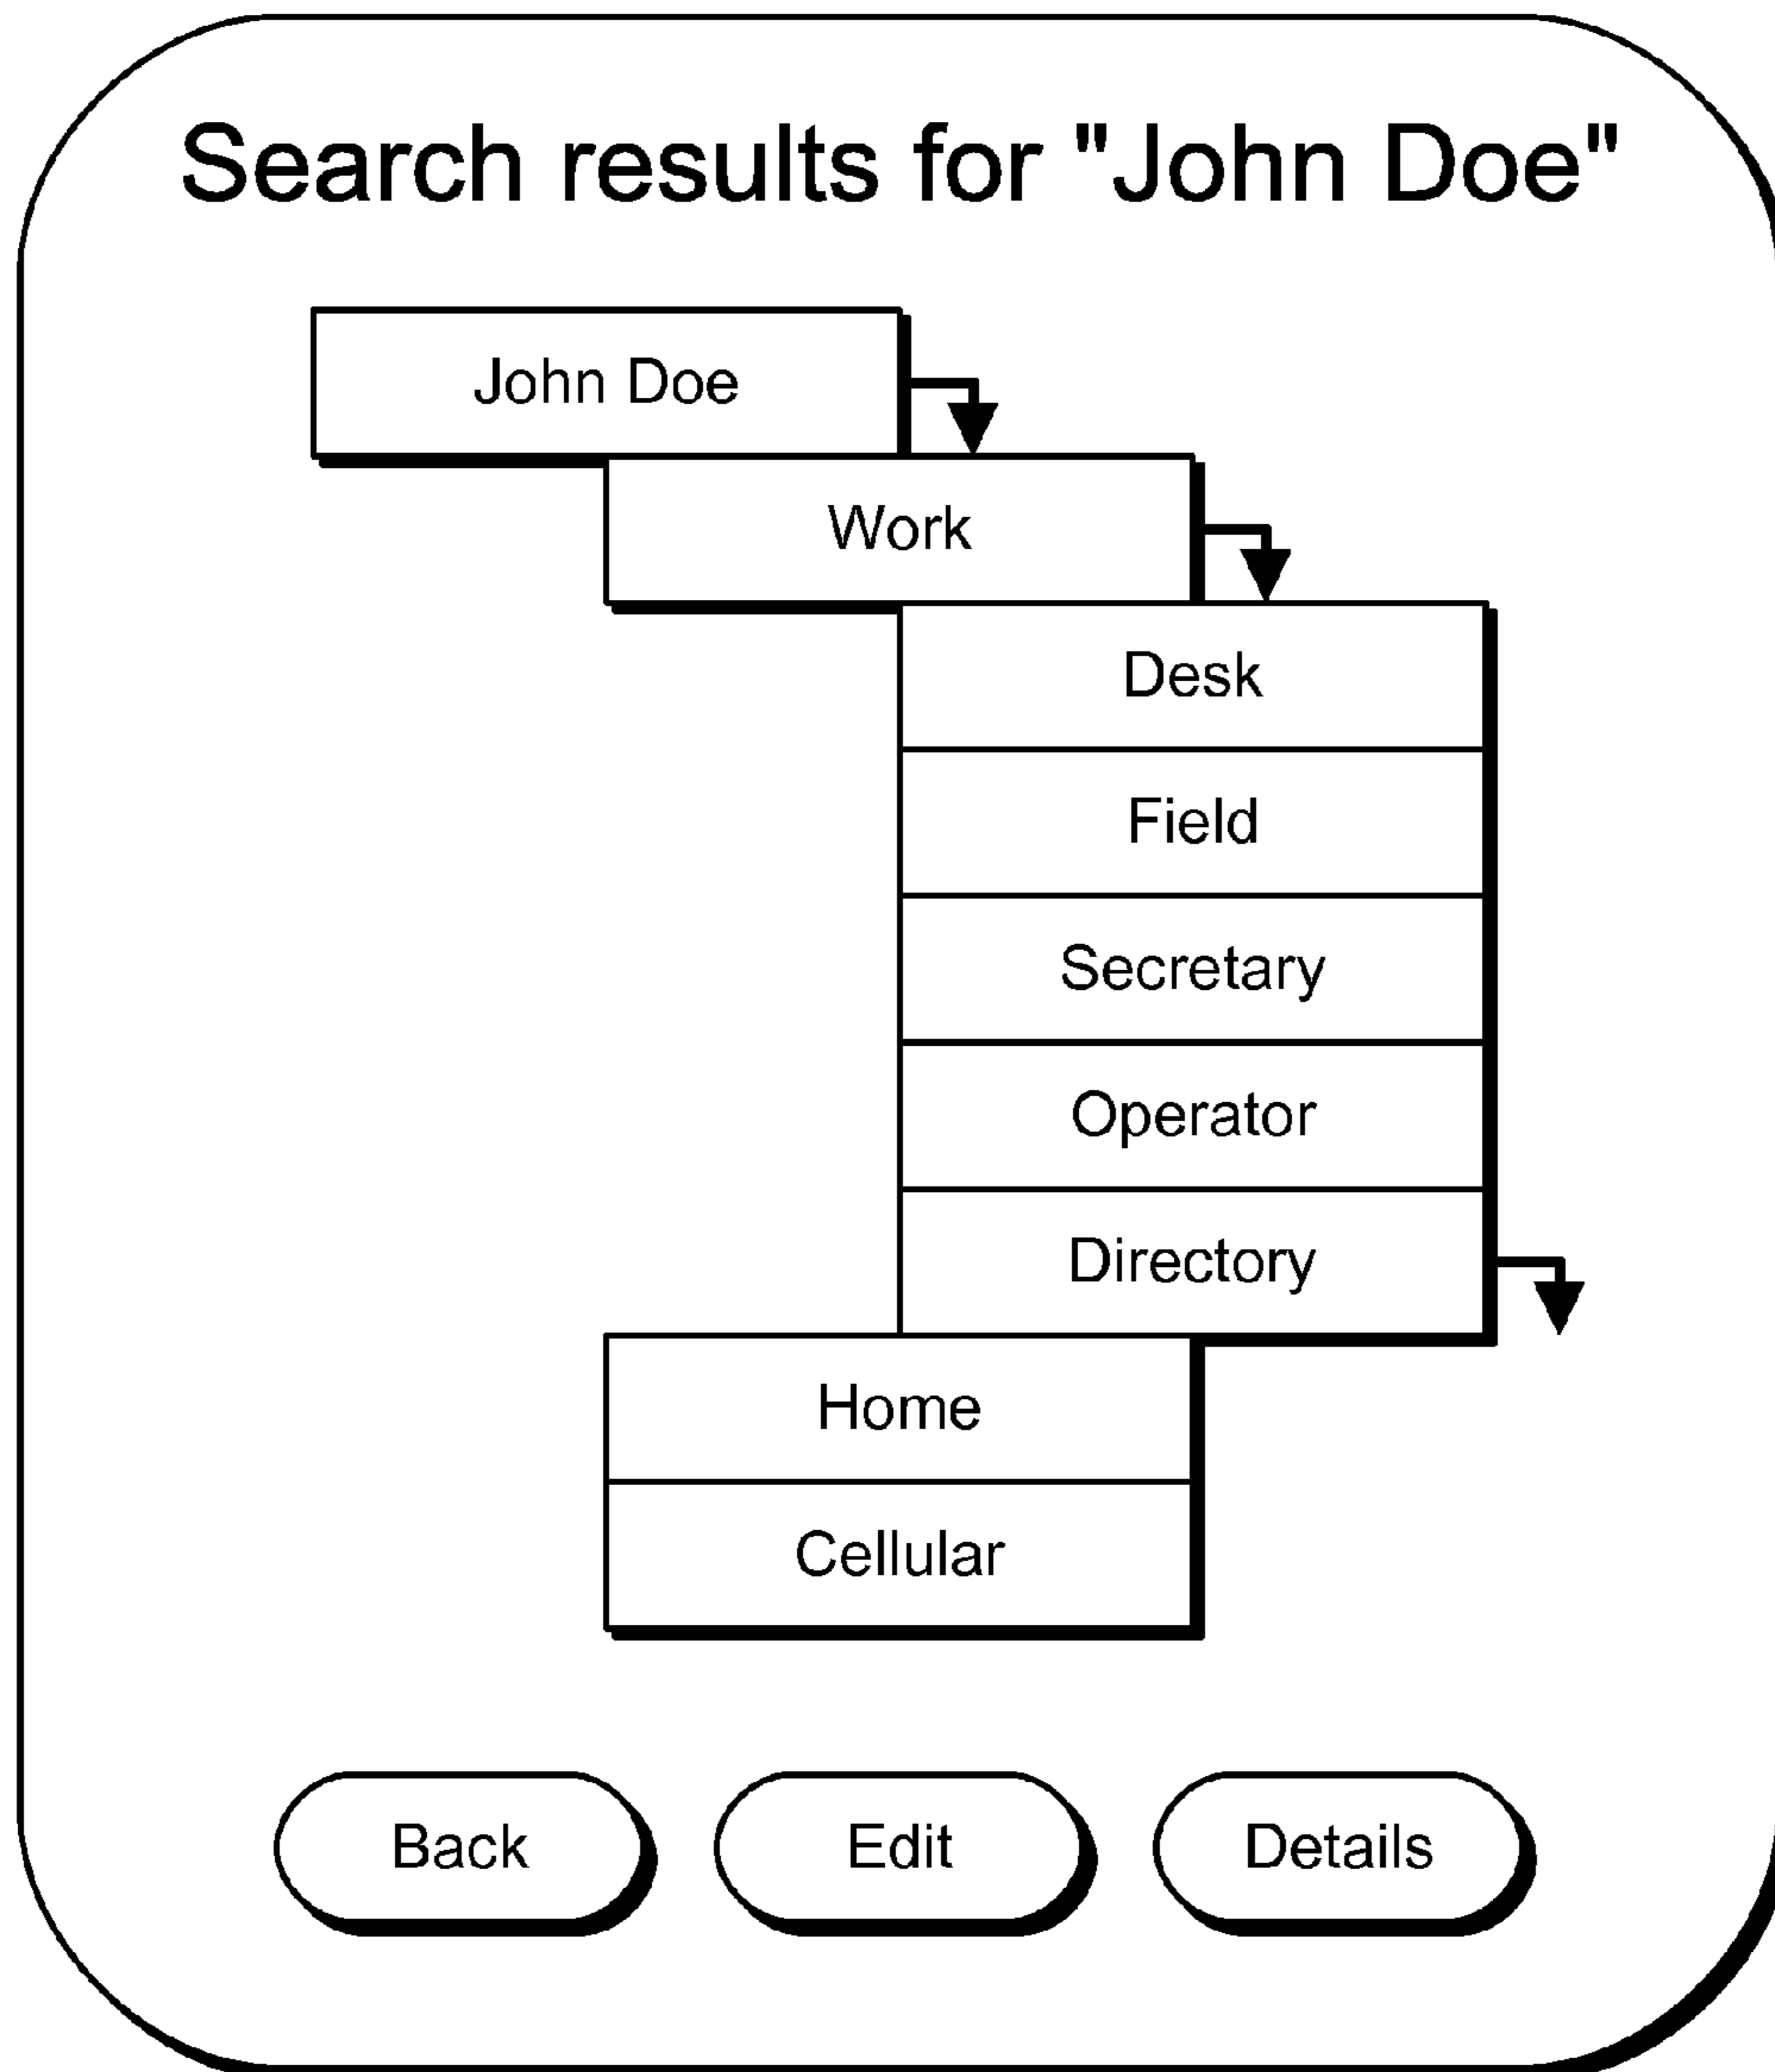 Search results for "John Doe"
John Doe
Work
Desk
Field
Secretary
Operator
Directory
Home
Cellular
Back Edit Details